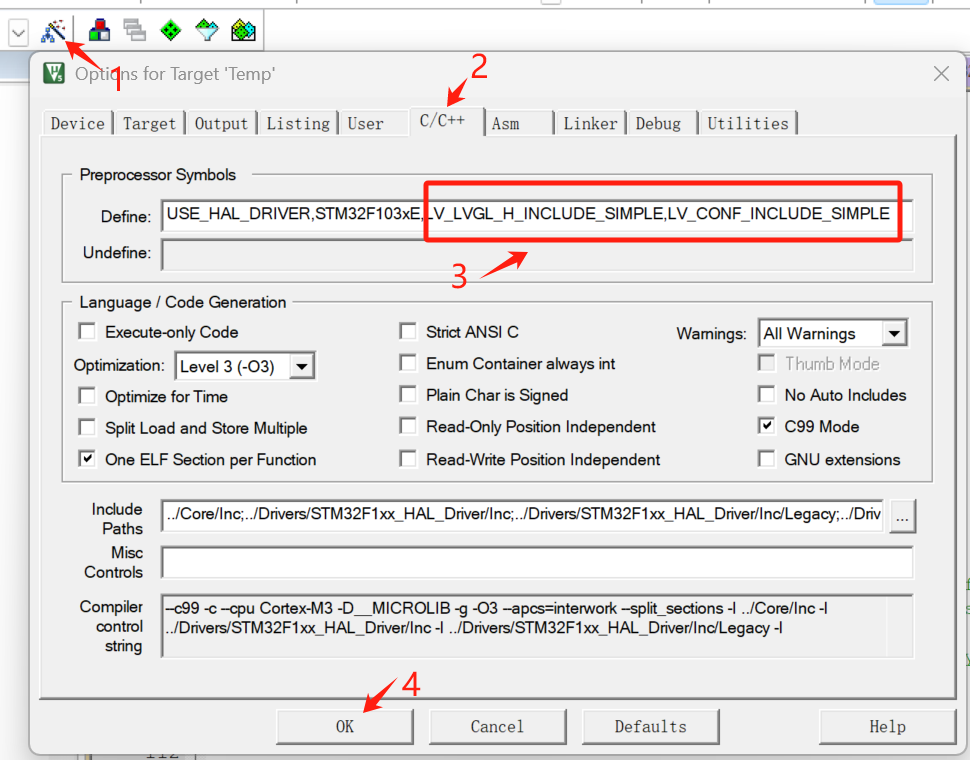 1
Options for Target 'Temp'
2
Device Target Output Listing User C/C++ Asm Linker Debug Utilities
Preprocessor Symbols
Define: USE_HAL_DRIVER,STM32F103xE,LV_LVGL_H_INCLUDE_SIMPLE,LV_CONF_INCLUDE_SIMPLE
Undefine:
3
Language / Code Generation
Execute-only Code Strict ANSI C Warnings: All Warnings
Optimization: Level 3 (-O3) Enum Container always int Thumb Mode
Optimize for Time Plain Char is Signed No Auto Includes
Split Load and Store Multiple Read-Only Position Independent C99 Mode
One ELF Section per Function Read-Write Position Independent GNU extensions
Include Paths ../Core/Inc;../Drivers/STM32F1xx_HAL_Driver/Inc;../Drivers/STM32F1xx_HAL_Driver/Inc/Legacy;../Driv ...
Misc Controls
Compiler control string
--c99 -c --cpu Cortex-M3 -D__MICROLIB -g -O3 --apcs=interwork --split_sections -I ../Core/Inc -I
../Drivers/STM32F1xx_HAL_Driver/Inc -I ../Drivers/STM32F1xx_HAL_Driver/Inc/Legacy -I
4
OK Cancel Defaults Help